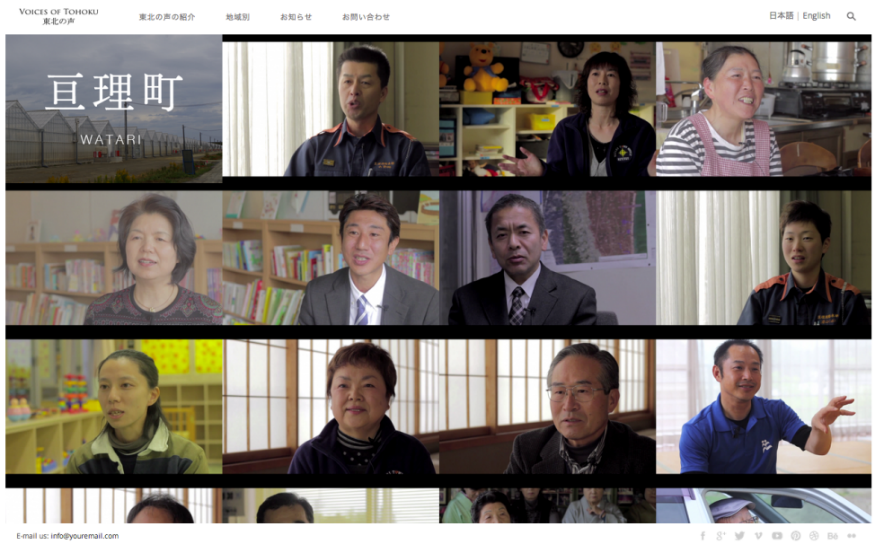 VOICES OF TOHOKU
東北の声
東北の声の紹介
地域別
お知らせ
お問い合わせ
日本語 | English
亘理町
WATARI
E-mail us: info@youremail.com